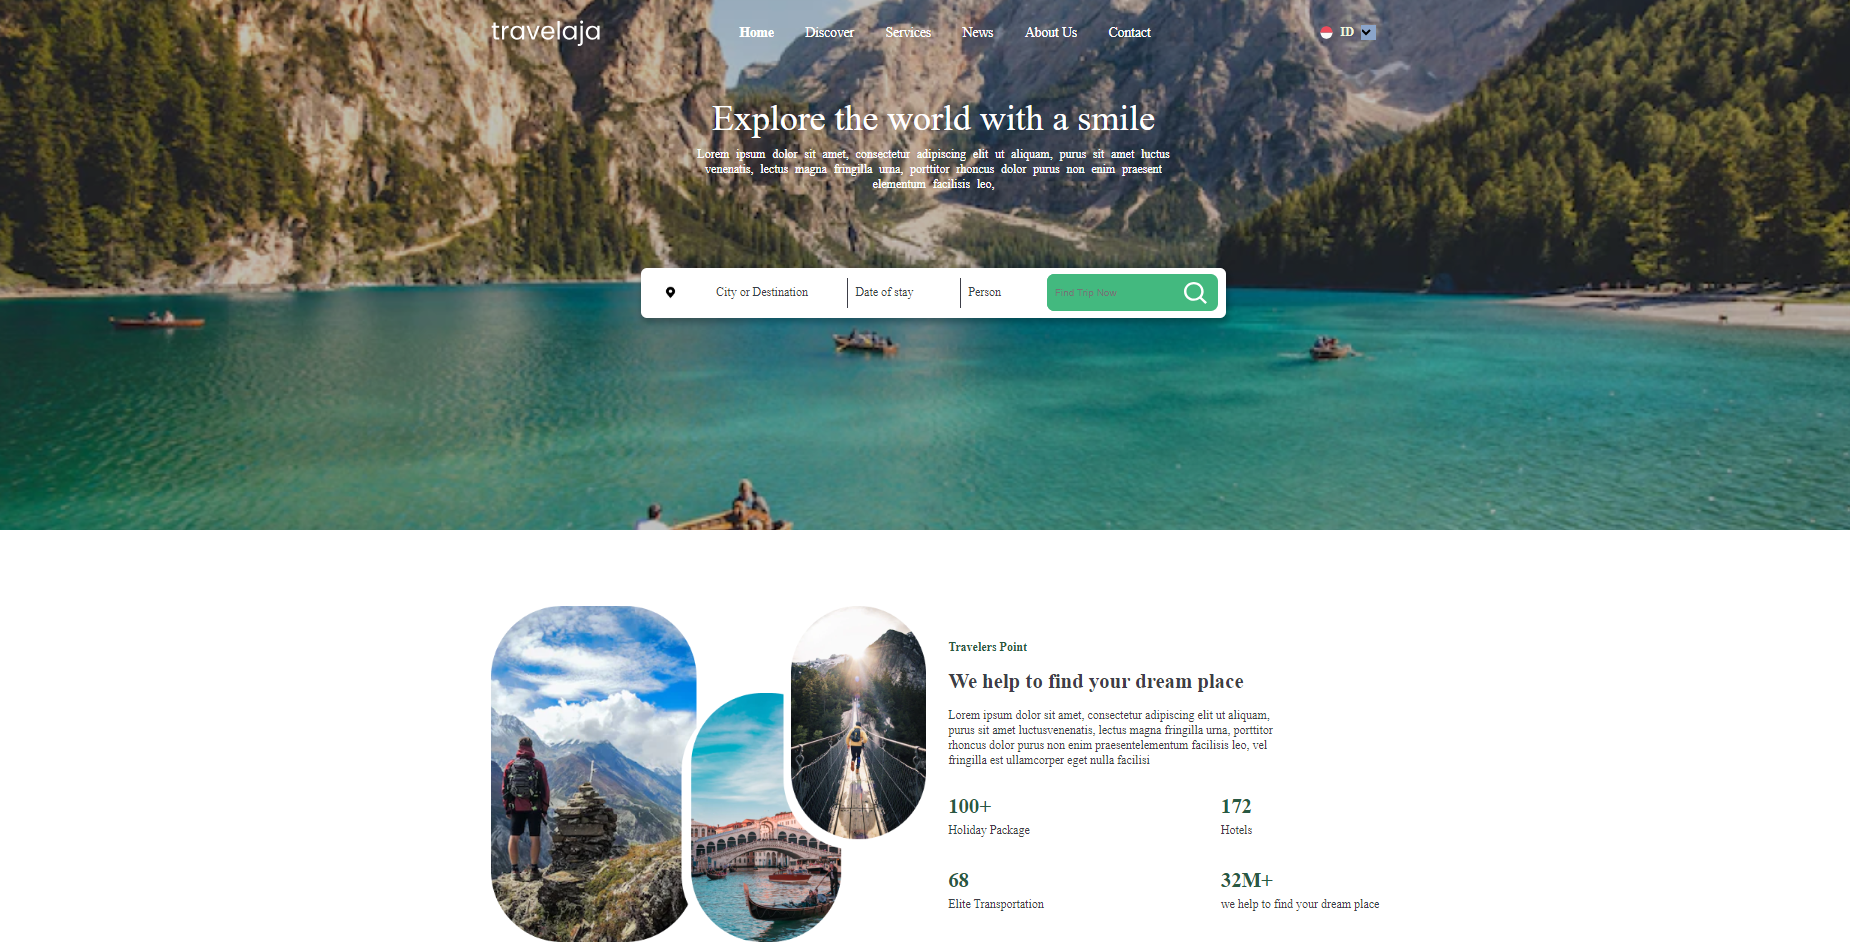 travelaja
Home Discover Services News About Us Contact
ID
Explore the world with a smile
Lorem ipsum dolor sit amet, consectetur adipiscing elit ut aliquam, purus sit amet luctus
venenatis, lectus magna fringilla urna, porttitor rhoncus dolor purus non enim praesent
elementum facilisis leo,
City or Destination Date of stay Person Find Trip Now
Travelers Point
We help to find your dream place
Lorem ipsum dolor sit amet, consectetur adipiscing elit ut aliquam,
purus sit amet luctusvenenatis, lectus magna fringilla urna, porttitor
rhoncus dolor purus non enim praesentelementum facilisis leo, vel
fringilla est ullamcorper eget nulla facilisi
100+
Holiday Package
172
Hotels
68
Elite Transportation
32M+
we help to find your dream place